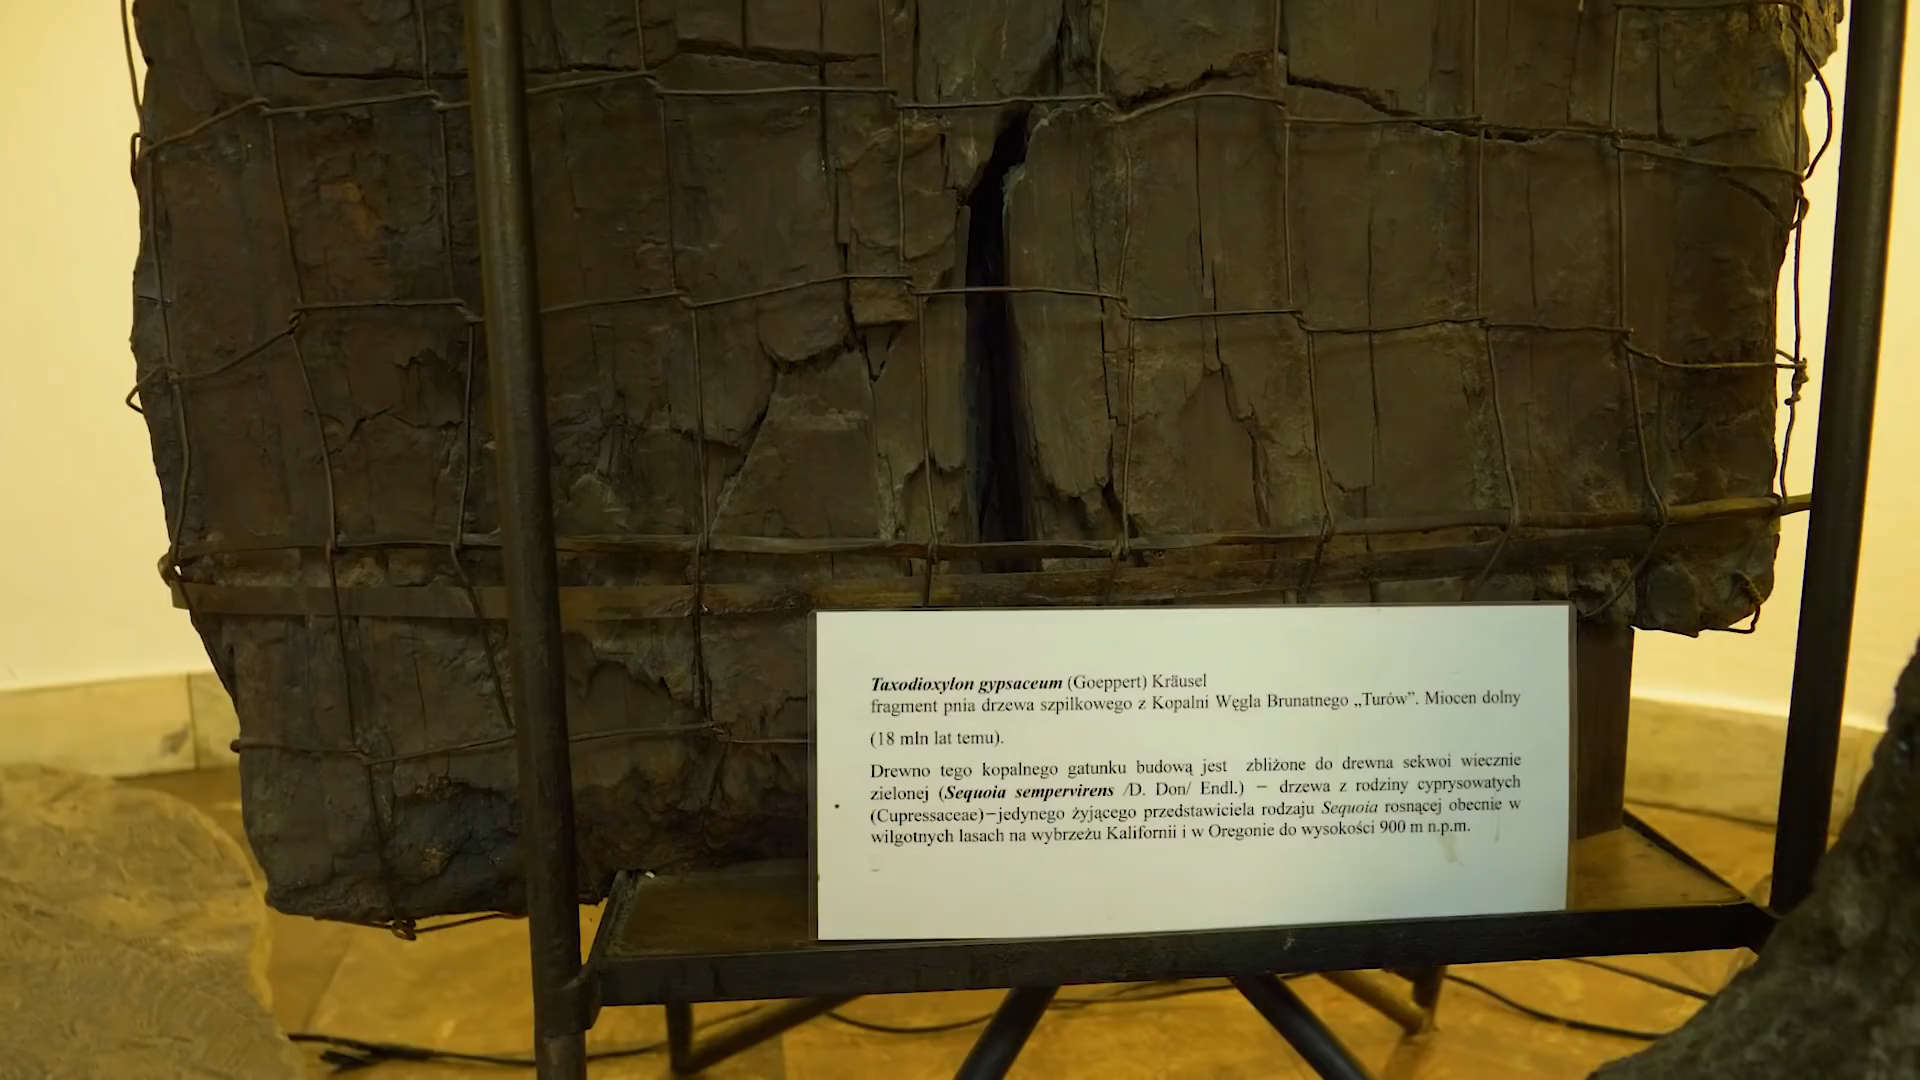 Taxodioxylon gypsaceum (Goeppert) Kräusel
fragment pnia drzewa szpilkowego z Kopalni Węgla Brunatnego „Turów”. Miocen dolny
(18 mln lat temu).
Drewno tego kopalnego gatunku budową jest zbliżone do drewna sekwoi wiecznie
zielonej (Sequoia sempervirens /D. Don/ Endl.) – drzewa z rodziny cyprysowatych
(Cupressaceae)–jedynego żyjącego przedstawiciela rodzaju Sequoia rosnącej obecnie w
wilgotnych lasach na wybrzeżu Kalifornii i w Oregonie do wysokości 900 m n.p.m.